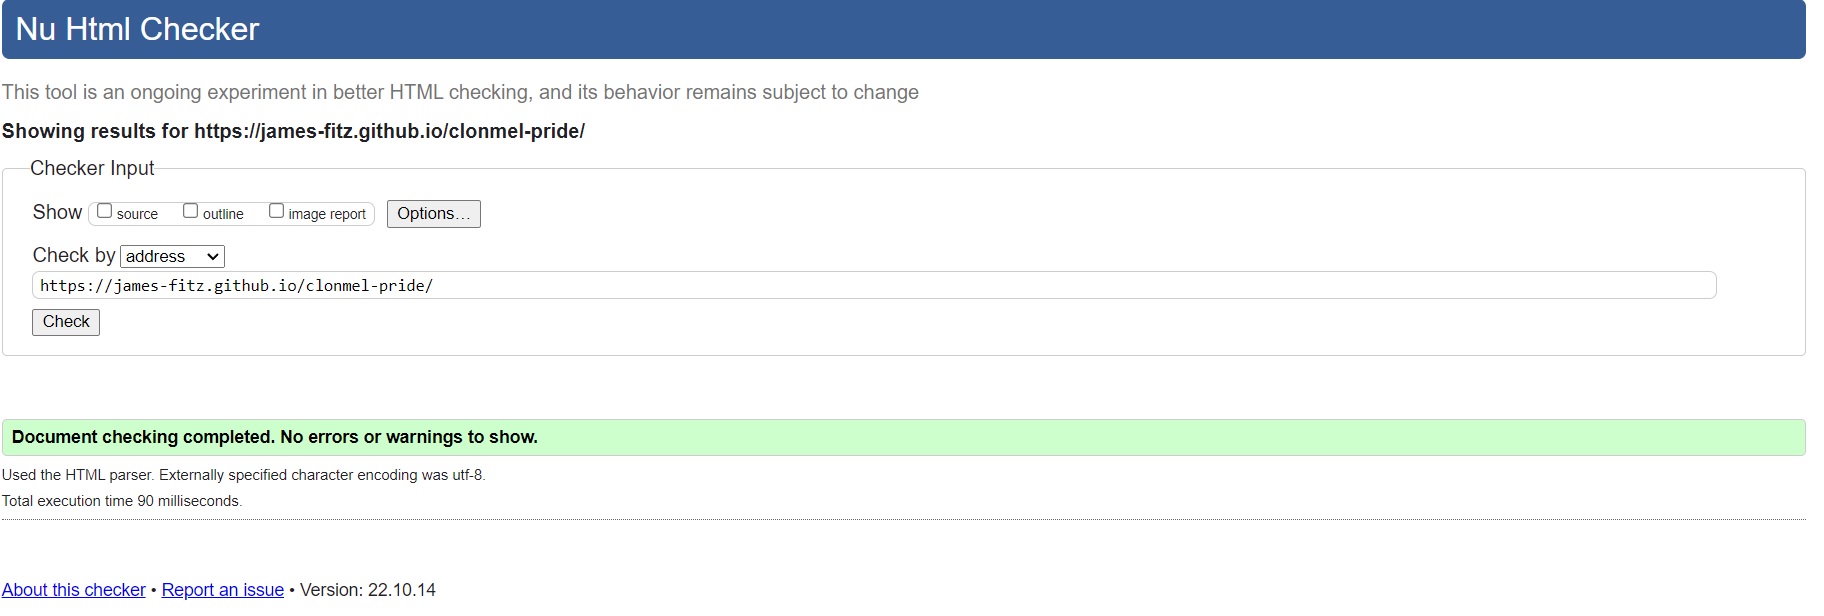 Nu Html Checker
This tool is an ongoing experiment in better HTML checking, and its behavior remains subject to change
Showing results for https://james-fitz.github.io/clonmel-pride/
Checker Input
Show source outline image report Options…
Check by address
https://james-fitz.github.io/clonmel-pride/
Check
Document checking completed. No errors or warnings to show.
Used the HTML parser. Externally specified character encoding was utf-8.
Total execution time 90 milliseconds.
About this checker • Report an issue • Version: 22.10.14